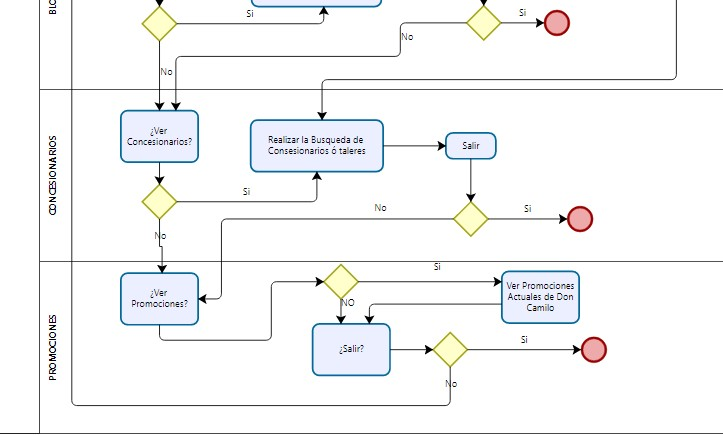 BLO
Si
Si
No
No
CONCESIONARIOS
¿Ver
Concesionarios?
Realizar la Busqueda de
Consesionarios ó taleres
Salir
Si
No
Si
No
PROMOCIONES
¿Ver
Promociones?
Si
NO
Ver Promociones
Actuales de Don
Camilo
¿Salir?
Si
No